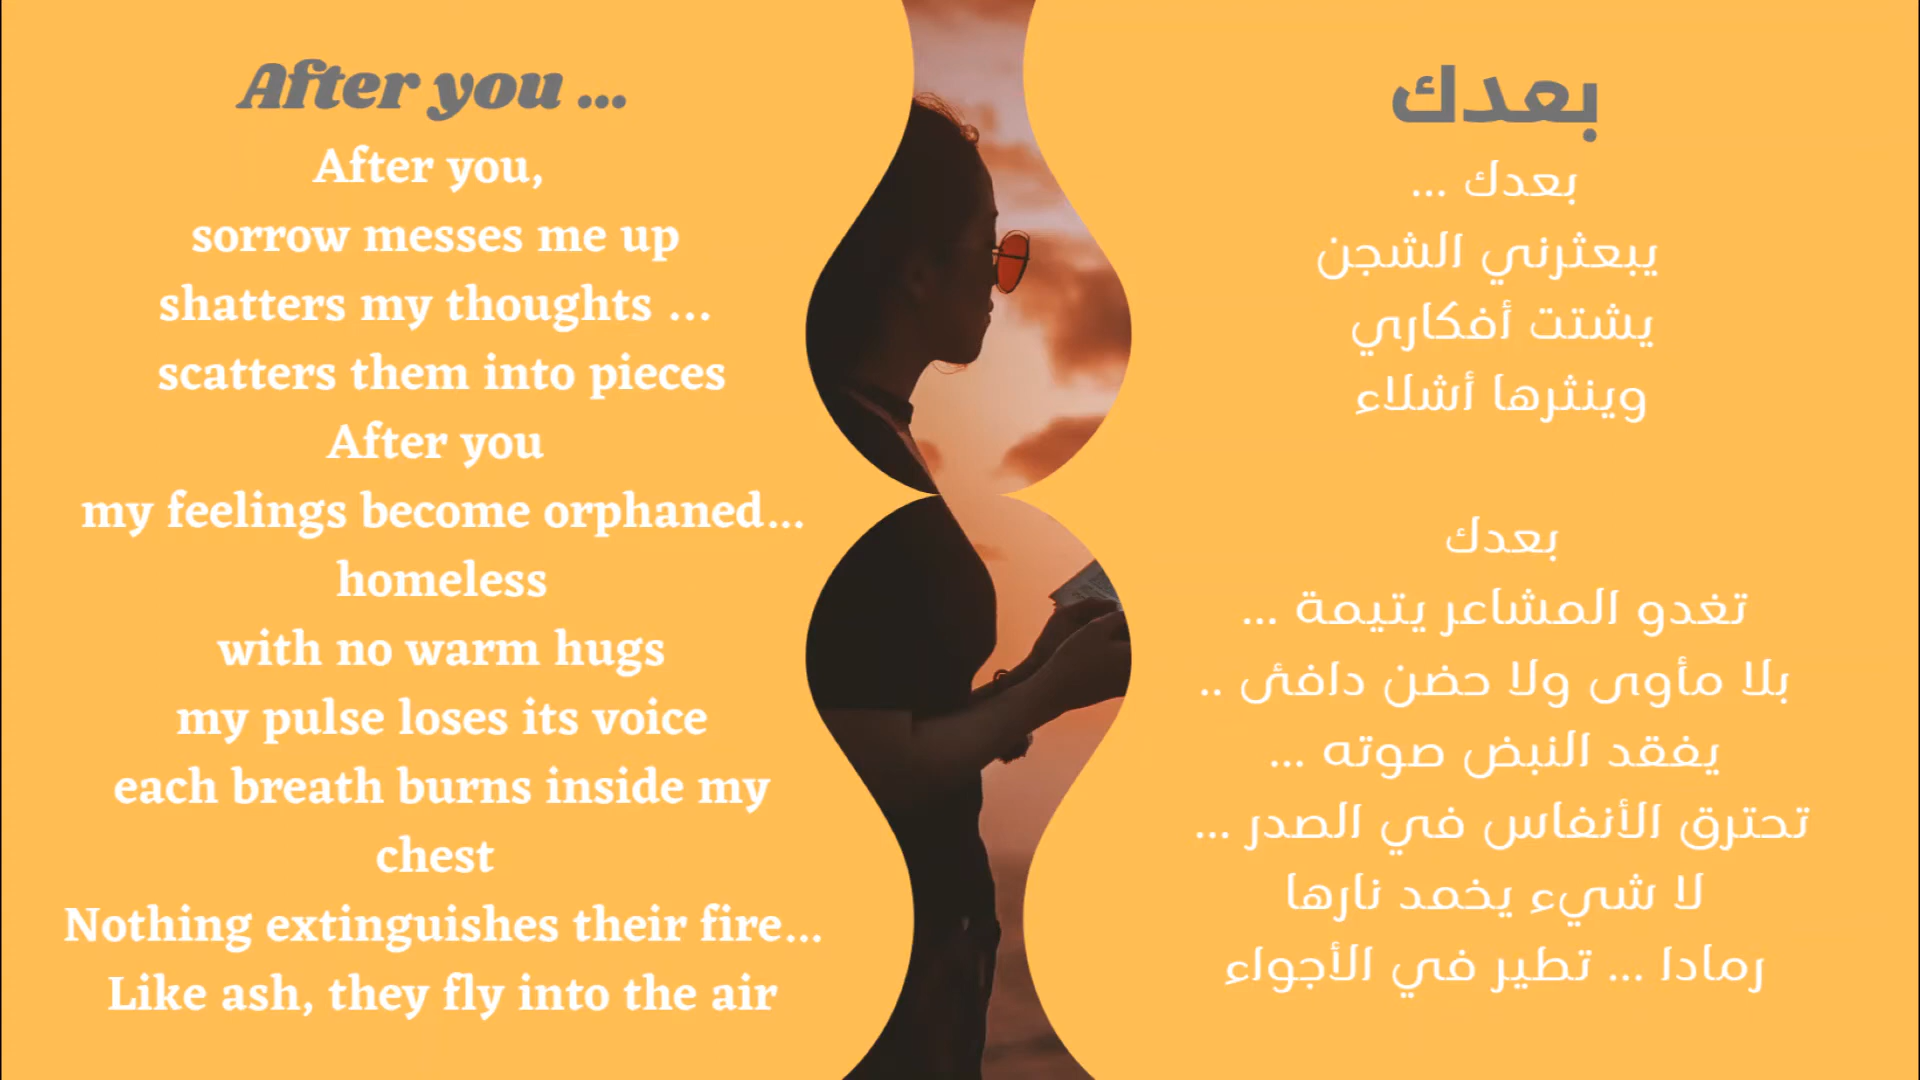 After you ...
After you,
sorrow messes me up
shatters my thoughts ...
scatters them into pieces
After you
my feelings become orphaned...
homeless
with no warm hugs
my pulse loses its voice
each breath burns inside my
chest
Nothing extinguishes their fire...
Like ash, they fly into the air
بعدك
بعدك ...
يبعثرني الشجن
يشتت أفكاري
وينثرها أشلاء
بعدك
تغدو المشاعر يتيمة ...
بلا مأوى ولا حضن دافئ ..
يفقد النبض صوته ...
تحترق الأنفاس في الصدر ...
لا شيء يخمد نارها
رمادا ... تطير في الأجواء